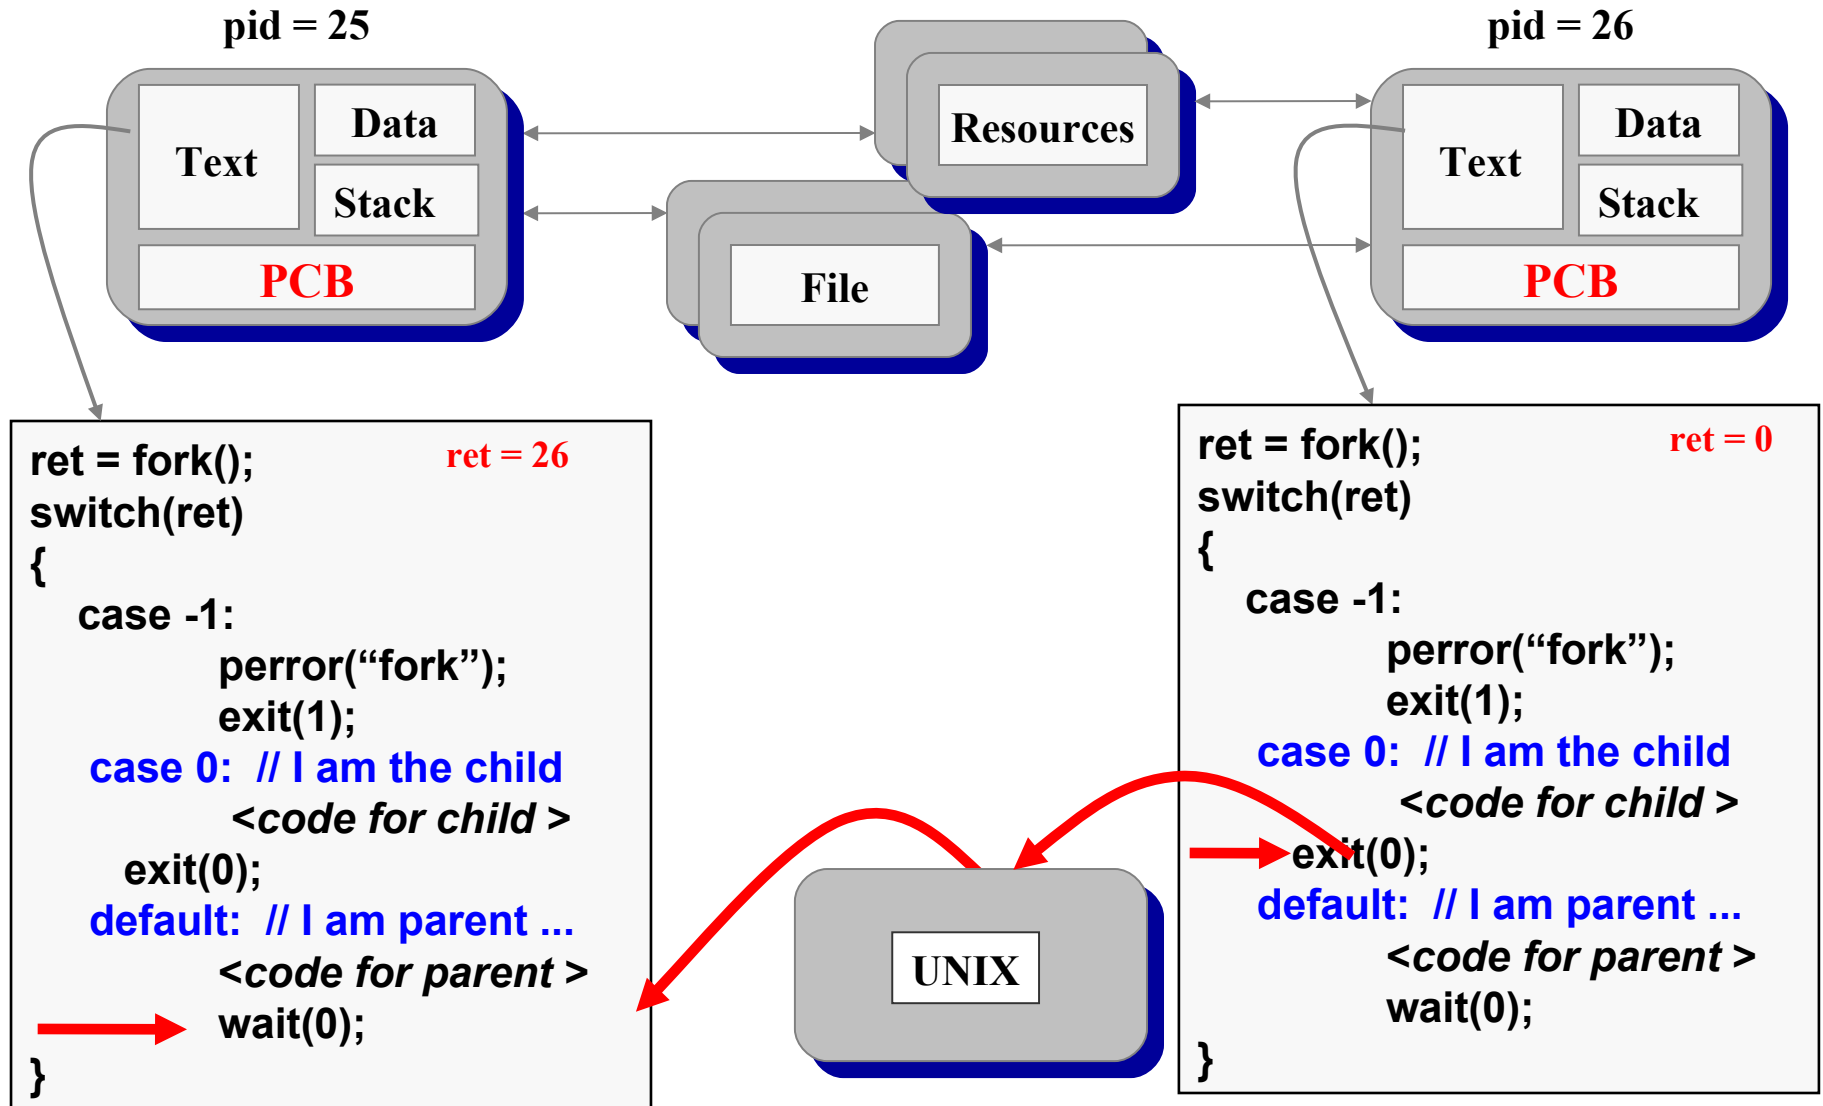 pid = 25
pid = 26
Text
Data
Stack
PCB
Resources
File
Text
Data
Stack
PCB
ret = fork();
ret = 26
switch(ret)
{
case -1:
perror(“fork”);
exit(1);
case 0: // I am the child
<code for child >
exit(0);
default: // I am parent ...
<code for parent >
wait(0);
}
UNIX
ret = fork();
ret = 0
switch(ret)
{
case -1:
perror(“fork”);
exit(1);
case 0: // I am the child
<code for child >
exit(0);
default: // I am parent ...
<code for parent >
wait(0);
}